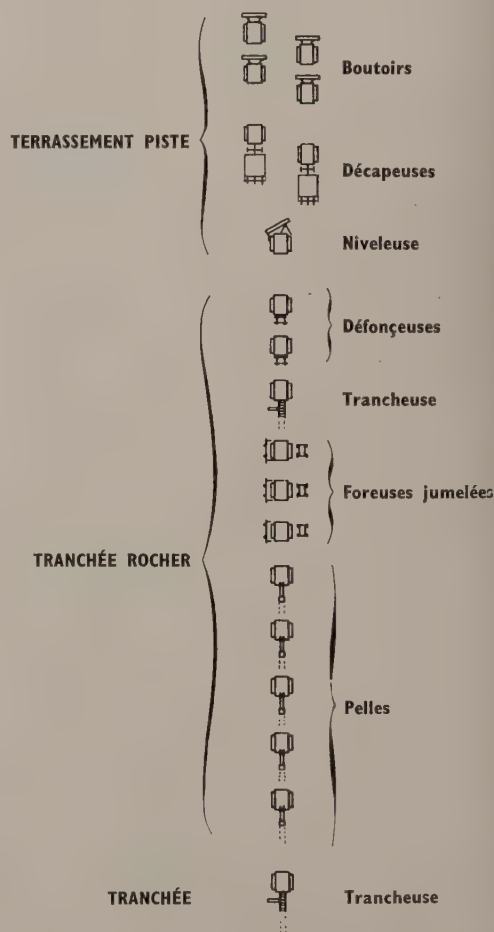 Boutoirs
TERRASSEMENT PISTE
Décapeuses
Niveleuse
Défonçeuses
Trancheuse
Foreuses jumelées
TRANCHÉE ROCHER
Pelles
TRANCHÉE Trancheuse